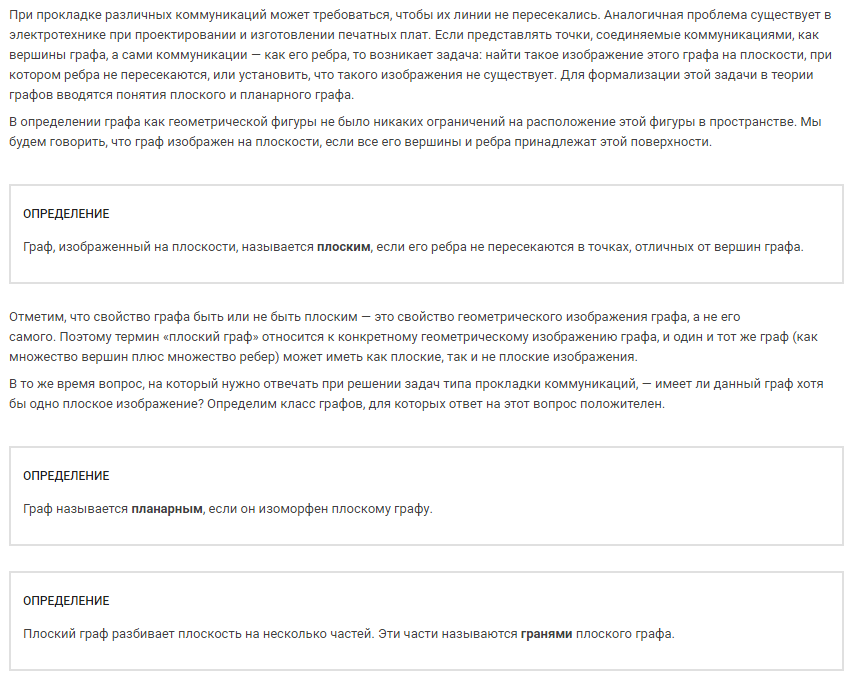 При прокладке различных коммуникаций может требоваться, чтобы их линии не пересекались. Аналогичная проблема существует в
электротехнике при проектировании и изготовлении печатных плат. Если представлять точки, соединяемые коммуникациями, как
вершины графа, а сами коммуникации — как его ребра, то возникает задача: найти такое изображение этого графа на плоскости, при
котором ребра не пересекаются, или установить, что такого изображения не существует. Для формализации этой задачи в теории
графов вводятся понятия плоского и планарного графа.
В определении графа как геометрической фигуры не было никаких ограничений на расположение этой фигуры в пространстве. Мы
будем говорить, что граф изображен на плоскости, если все его вершины и ребра принадлежат этой поверхности.
ОПРЕДЕЛЕНИЕ
Граф, изображенный на плоскости, называется плоским, если его ребра не пересекаются в точках, отличных от вершин графа.
Отметим, что свойство графа быть или не быть плоским — это свойство геометрического изображения графа, а не его
самого. Поэтому термин «плоский граф» относится к конкретному геометрическому изображению графа, и один и тот же граф (как
множество вершин плюс множество ребер) может иметь как плоские, так и не плоские изображения.
В то же время вопрос, на который нужно отвечать при решении задач типа прокладки коммуникаций, — имеет ли данный граф хотя
бы одно плоское изображение? Определим класс графов, для которых ответ на этот вопрос положителен.
ОПРЕДЕЛЕНИЕ
Граф называется планарным, если он изоморфен плоскому графу.
ОПРЕДЕЛЕНИЕ
Плоский граф разбивает плоскость на несколько частей. Эти части называются гранями плоского графа.